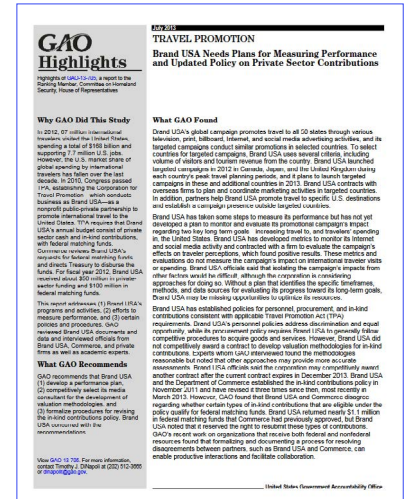 July 2013
TRAVEL PROMOTION
Brand USA Needs Plans for Measuring Performance
and Updated Policy on Private Sector Contributions
GAO
Highlights
Highlights of GAO-13-705, a report to the
Ranking Member, Committee on Homeland
Security, House of Representatives
Why GAO Did This Study
In 2012, 67 million international
travelers visited the United States,
spending a total of $168 billion and
supporting 7.7 million U.S. jobs.
However, the U.S. market share of
global spending by international
travelers has fallen over the last
decade. In 2010, Congress passed
TPA, establishing the Corporation for
Travel Promotion which conducts
business as Brand USA—as a
nonprofit public-private partnership to
promote international travel to the
United States. TPA requires that Brand
USA's annual budget consist of private
sector cash and in-kind contributions,
with federal matching funds.
Commerce reviews Brand USA's
requests for federal matching funds
and directs Treasury to disburse the
funds. For fiscal year 2012, Brand USA
received about $30 million in private-
sector funding and $100 million in
federal matching funds.
This report addresses (1) Brand USA's
programs and activities, (2) efforts to
measure performance, and (3) certain
policies and procedures. GAO
reviewed Brand USA documents and
data and interviewed officials from
Brand USA, Commerce, and private
firms as well as academic experts.
What GAO Recommends
GAO recommends that Brand USA
(1) develop a performance plan,
(2) competitively select its media
consultant for the development of
valuation methodologies, and
(3) formalize procedures for revising
the in-kind contributions policy. Brand
USA concurred with the
recommendations.
View GAO-13-705. For more information,
contact Timothy J. DiNapoli at (202) 512-3665
or dinapolit@gao.gov.
What GAO Found
Brand USA's global campaign promotes travel to all 50 states through various
television, print, billboard, Internet, and social media advertising activities, and its
targeted campaigns conduct similar promotions in selected countries. To select
countries for targeted campaigns, Brand USA uses several criteria, including
volume of visitors and tourism revenue from the country. Brand USA launched
targeted campaigns in 2012 in Canada, Japan, and the United Kingdom during
each country's peak travel planning periods, and it plans to launch targeted
campaigns in these and additional countries in 2013. Brand USA contracts with
overseas firms to plan and coordinate marketing activities in targeted countries.
In addition, partners help Brand USA promote travel to specific U.S. destinations
and establish a campaign presence outside targeted countries.
Brand USA has taken some steps to measure its performance but has not yet
developed a plan to monitor and evaluate its promotional campaign's impact
regarding two key long term goals increasing travel to, and travelers' spending
in, the United States. Brand USA has developed metrics to monitor its Internet
and social media activity and contracted with a firm to evaluate the campaign's
effects on traveler perceptions, which found positive results. These metrics and
evaluations do not measure the campaign's impact on international traveler visits
or spending. Brand USA officials said that isolating the campaign's impacts from
other factors would be difficult, though the corporation is considering
approaches for doing so. Without a plan that identifies the specific timeframes,
methods, and data sources for evaluating its progress toward its long-term goals,
Brand USA may be missing opportunities to optimize its resources.
Brand USA has established policies for personnel, procurement, and in-kind
contributions consistent with applicable Travel Promotion Act (TPA)
requirements. Brand USA's personnel policies address discrimination and equal
opportunity, while its procurement policy requires Brand USA to generally follow
competitive procedures to acquire goods and services. However, Brand USA did
not competitively award a contract to develop valuation methodologies for in-kind
contributions. Experts whom GAO interviewed found the methodologies
reasonable but noted that other approaches may provide more accurate
assessments. Brand USA officials said the corporation may competitively award
another contract after the current contract expires in December 2013. Brand USA
and the Department of Commerce established the in-kind contributions policy in
November 2011 and have revised it three times since then, most recently in
March 2013. However, GAO found that Brand USA and Commerce disagree
regarding whether certain types of in-kind contributions that are eligible under the
policy qualify for federal matching funds. Brand USA returned nearly $1.1 million
in federal matching funds that Commerce had previously approved, but Brand
USA noted that it reserved the right to resubmit these types of contributions.
GAO's recent work on organizations that receive both federal and nonfederal
resources found that formalizing and documenting a process for resolving
disagreements between partners, such as Brand USA and Commerce, can
enable productive interactions and facilitate collaboration.
United States Government Accountability Office